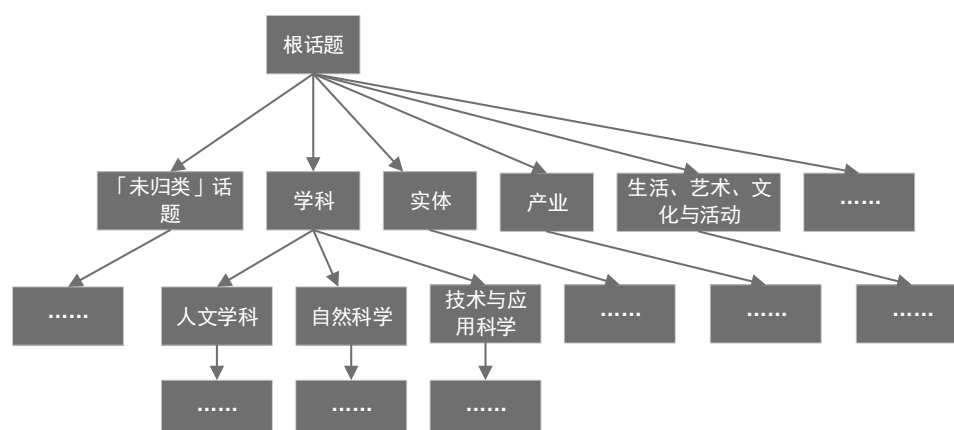 根话题
「未归类」话
题
学科
实体
产业
生活、艺术、文
化与活动
……
……
人文学科
自然科学
技术与应
用科学
……
……
……
……
……
……